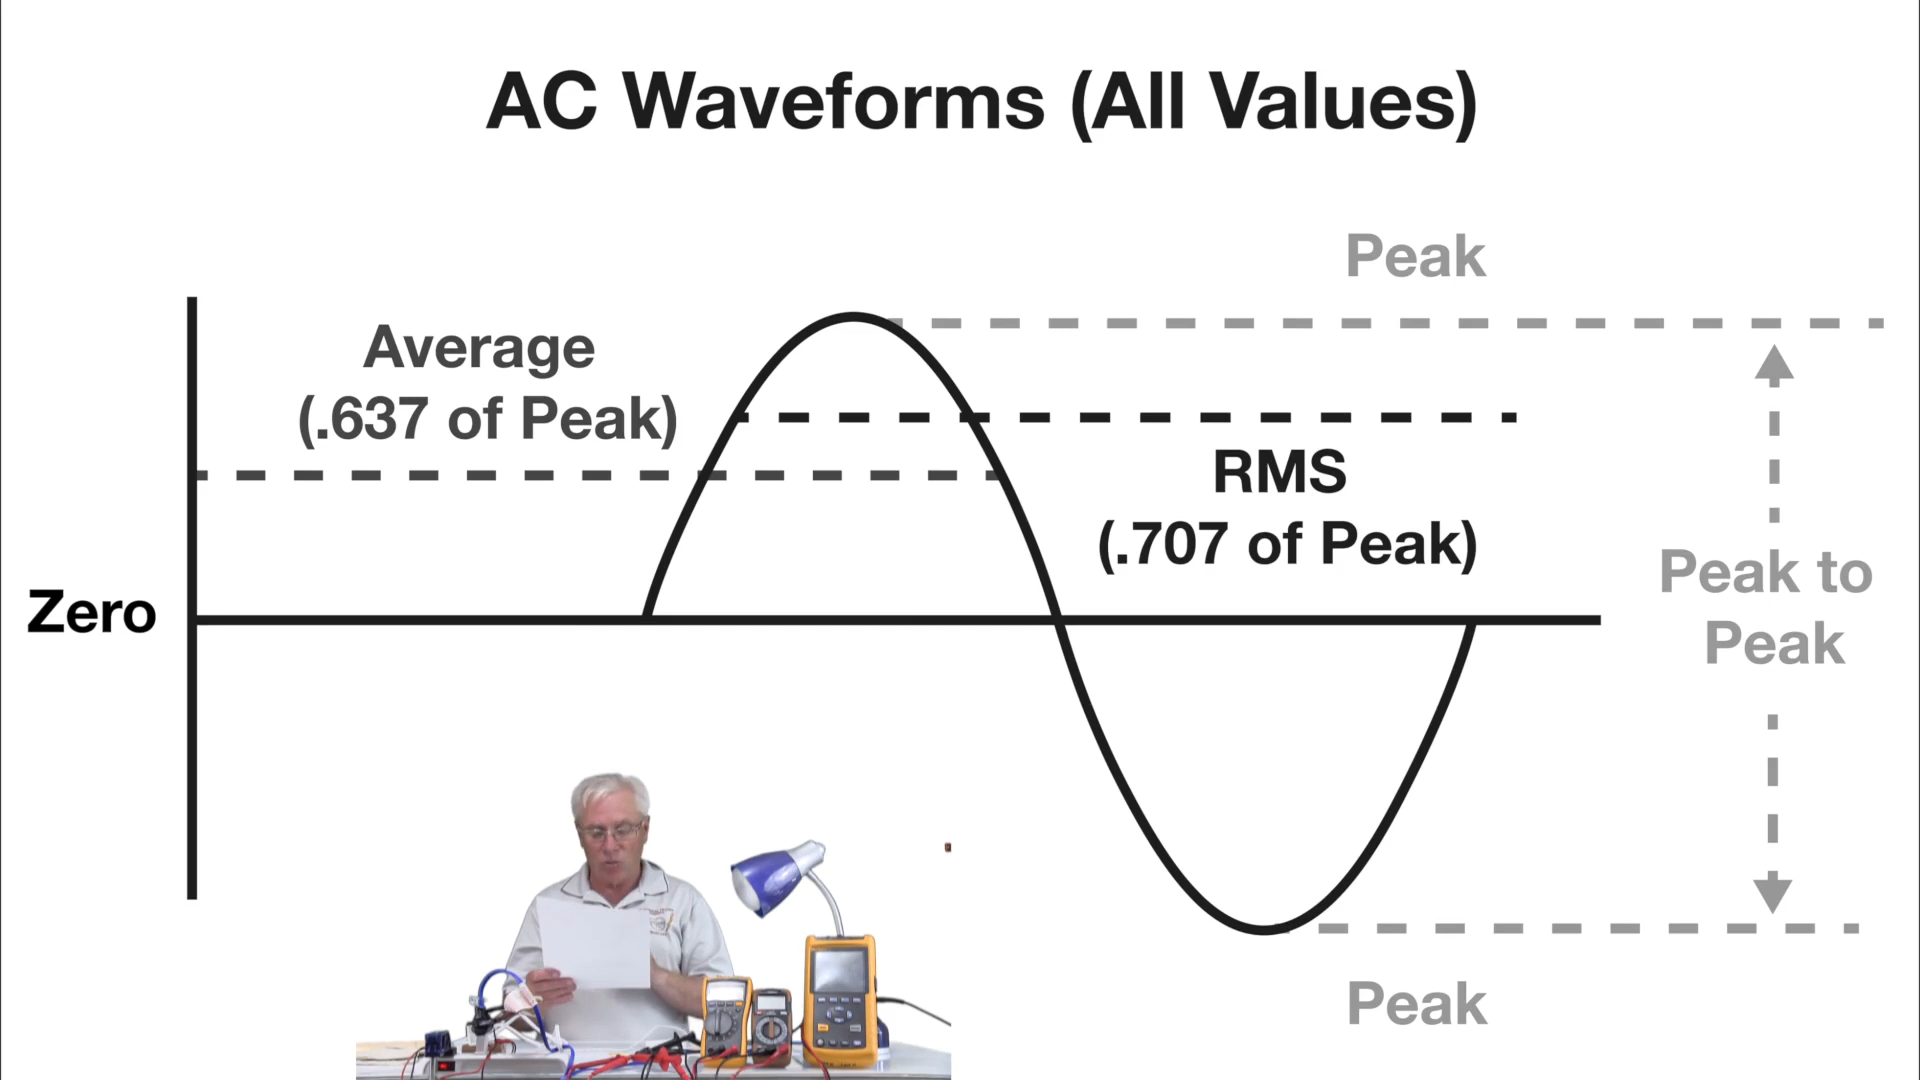 AC Waveforms (All Values)
Peak
Average
(.637 of Peak)
RMS
(.707 of Peak)
Zero
Peak to
Peak
Peak